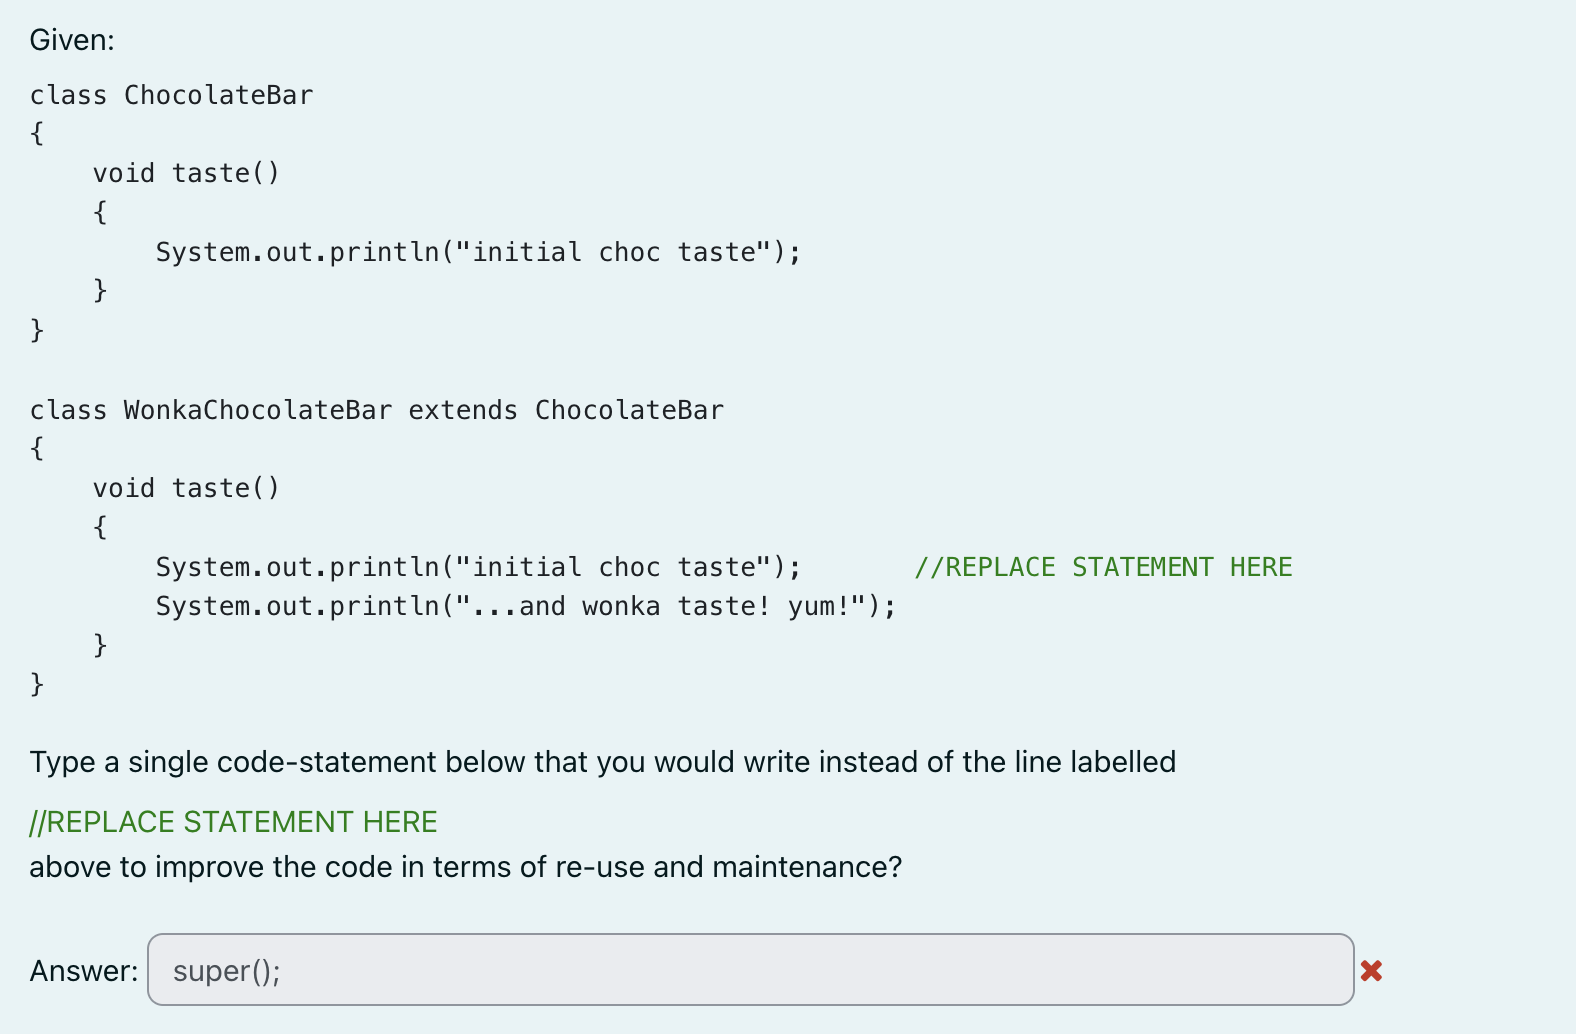 Given:
class ChocolateBar
{
    void taste()
    {
        System.out.println("initial choc taste");
    }
}

class WonkaChocolateBar extends ChocolateBar
{
    void taste()
    {
        System.out.println("initial choc taste");       //REPLACE STATEMENT HERE
        System.out.println("...and wonka taste! yum!");
    }
}
Type a single code-statement below that you would write instead of the line labelled
//REPLACE STATEMENT HERE
above to improve the code in terms of re-use and maintenance?
Answer: super();